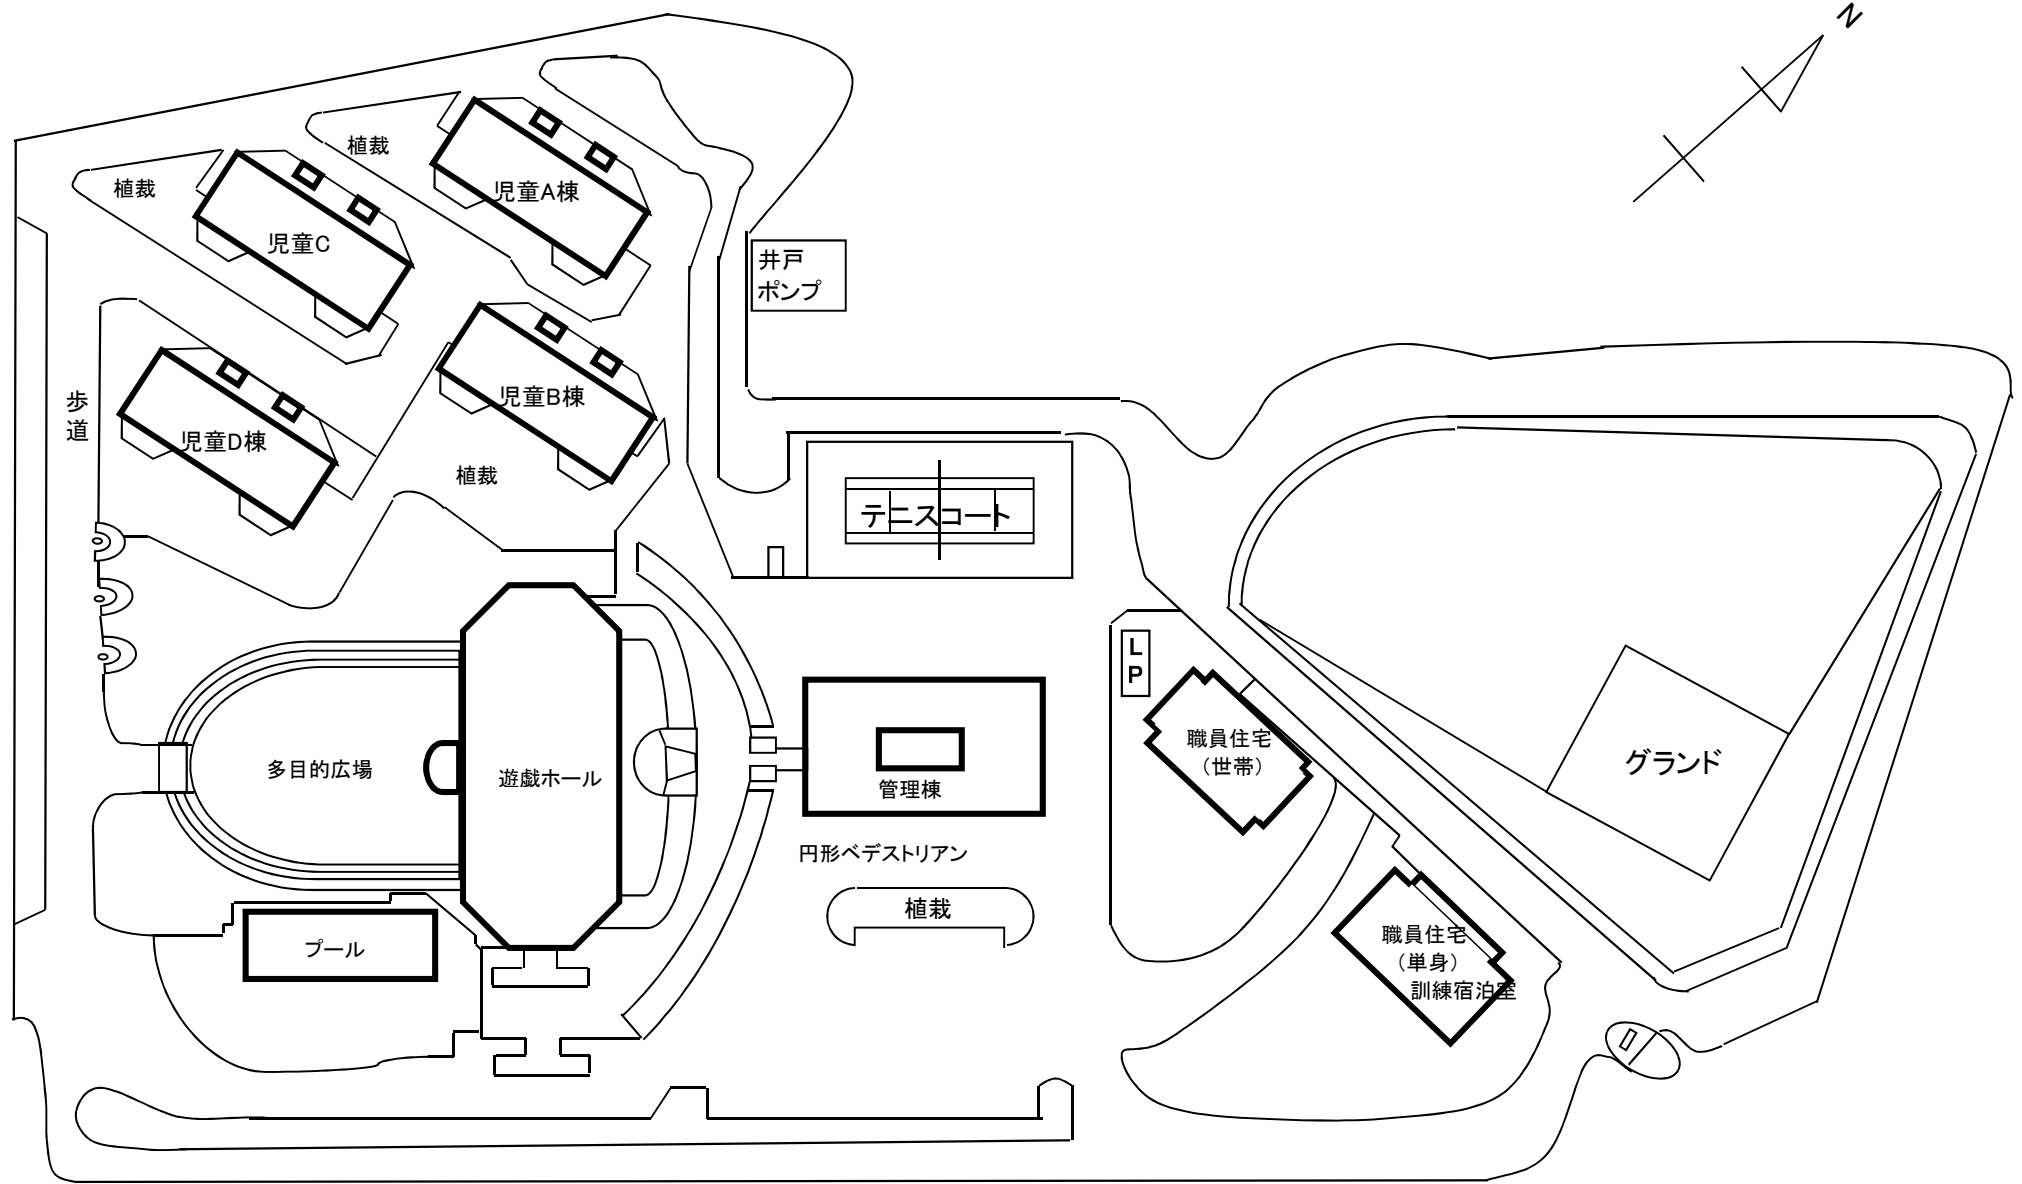 N
植裁
児童A棟
植裁
児童C
井戸
ポンプ
歩
道
児童B棟
児童D棟
植裁
テニスコート
L
P
職員住宅
（世帯）
グランド
多目的広場
遊戯ホール
管理棟
円形ペデストリアン
植栽
プール
職員住宅
（単身）
訓練宿泊室